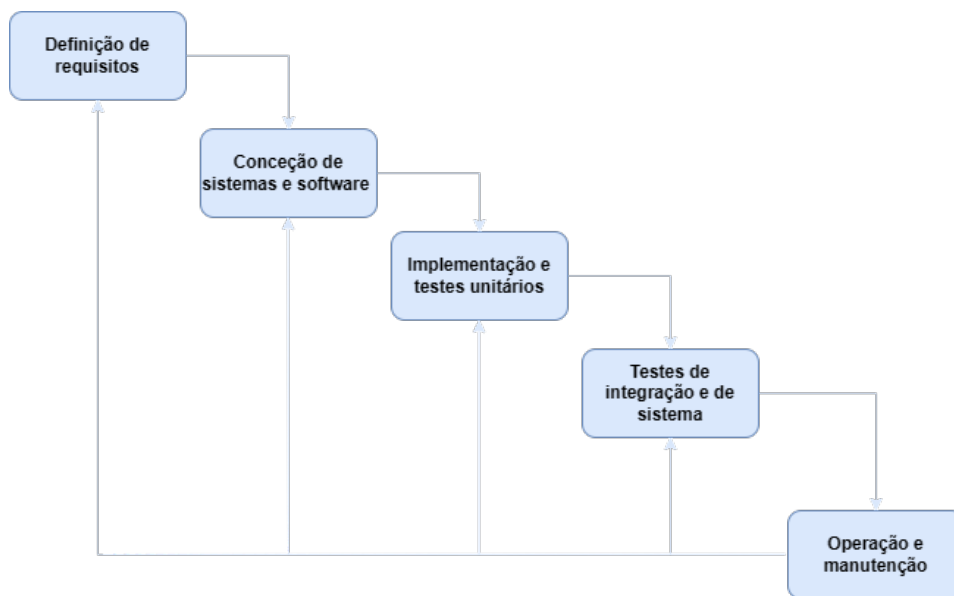 Definição de
requisitos
Conceção de
sistemas e software
Implementação e
testes unitários
Testes de
integração e de
sistema
Operação e
manutenção